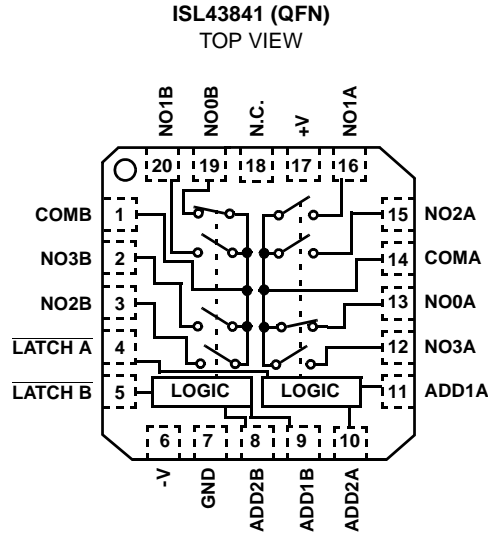 ISL43841 (QFN)
TOP VIEW
NO1B
NO0B
N.C.
+V
NO1A
20 19 18 17 16
COMB 1
15 NO2A
NO3B 2
14 COMA
NO2B 3
13 NO0A
LATCH A 4
12 NO3A
LATCH B 5
LOGIC LOGIC
11 ADD1A
6 7 8 9 10
-V
GND
ADD2B
ADD1B
ADD2A